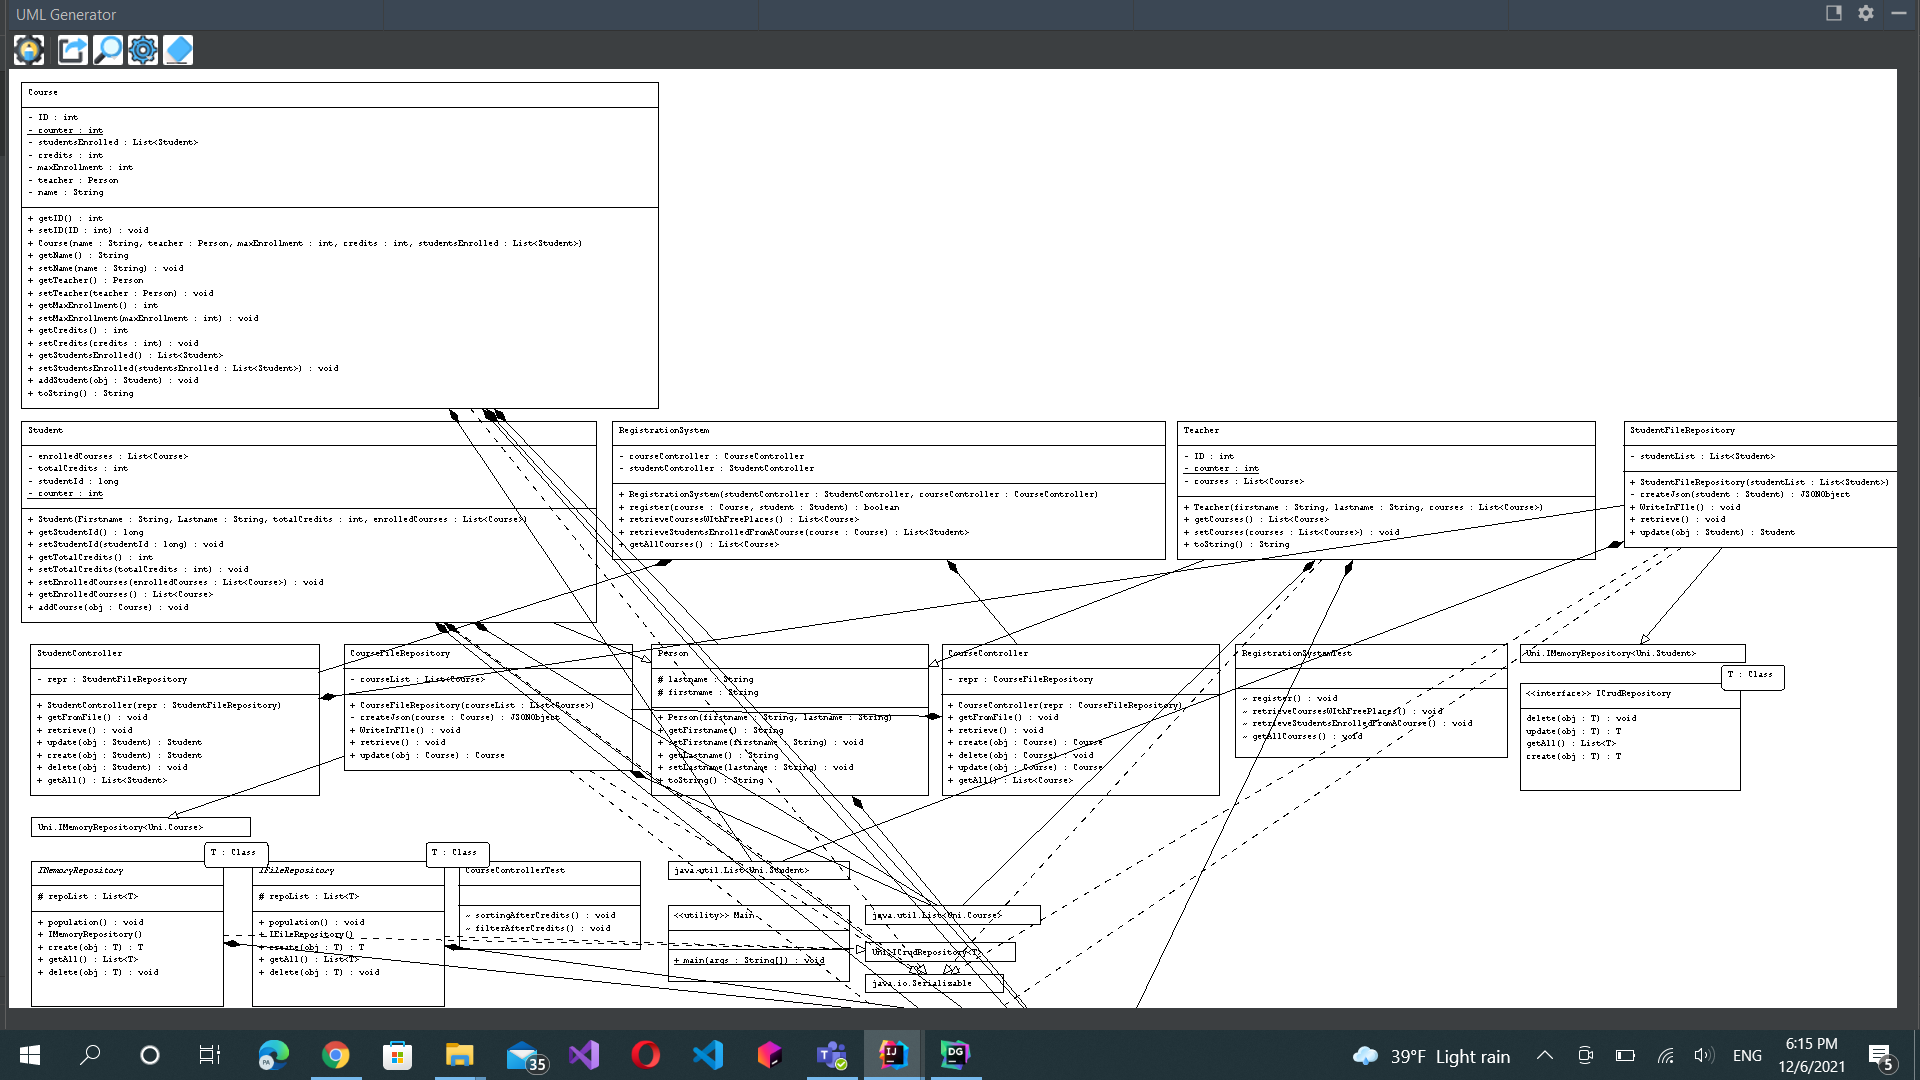 UML Generator
Course
- ID : int
- counter : int
- studentsEnrolled : List<Student>
- credits : int
- maxEnrollment : int
- teacher : Person
- name : String
+ getID() : int
+ setID(ID : int) : void
+ Course(name : String, teacher : Person, maxEnrollment : int, credits : int, studentsEnrolled : List<Student>)
+ getName() : String
+ setName(name : String) : void
+ getTeacher() : Person
+ setTeacher(teacher : Person) : void
+ getMaxEnrollment() : int
+ setMaxEnrollment(maxEnrollment : int) : void
+ getCredits() : int
+ setCredits(credits : int) : void
+ getStudentsEnrolled() : List<Student>
+ setStudentsEnrolled(studentsEnrolled : List<Student>) : void
+ addStudent(obj : Student) : void
+ toString() : String
Student
- enrolledCourses : List<Course>
- totalCredits : int
- studentId : long
- counter : int
+ Student(Firstname : String, Lastname : String, totalCredits : int, enrolledCourses : List<Course>)
+ getStudentId() : long
+ setStudentId(studentId : long) : void
+ getTotalCredits() : int
+ setTotalCredits(totalCredits : int) : void
+ setEnrolledCourses(enrolledCourses : List<Course>) : void
+ getEnrolledCourses() : List<Course>
+ addCourse(obj : Course) : void
RegistrationSystem
- courseController : CourseController
- studentController : StudentController
+ RegistrationSystem(studentController : StudentController, courseController : CourseController)
+ register(course : Course, student : Student) : boolean
+ retrieveCoursesWIthFreePlaces() : List<Course>
+ retrieveStudentsEnrolledFromACourse(course : Course) : List<Student>
+ getAllCourses() : List<Course>
Teacher
- ID : int
- counter : int
- courses : List<Course>
+ Teacher(firstname : String, lastname : String, courses : List<Course>)
+ getCourses() : List<Course>
+ setCourses(courses : List<Course>) : void
+ toString() : String
StudentFileRepository
- studentList : List<Student>
+ StudentFileRepository(studentList : List<Student>)
- createJson(student : Student) : JSONObject
+ WriteInFIle() : void
+ retrieve() : void
+ update(obj : Student) : Student
StudentController
- repr : StudentFileRepository
+ StudentController(repr : StudentFileRepository)
+ getFromFile() : void
+ retrieve() : void
+ update(obj : Student) : Student
+ create(obj : Student) : Student
+ delete(obj : Student) : void
+ getAll() : List<Student>
CourseFileRepository
- courseList : List<Course>
+ CourseFileRepository(courseList : List<Course>)
- createJson(course : Course) : JSONObject
+ WriteInFIle() : void
+ retrieve() : void
+ update(obj : Course) : Course
Person
# lastname : String
# firstname : String
+ Person(firstname : String, lastname : String)
+ getFirstname() : String
+ setFirstname(firstname : String) : void
+ getLastname() : String
+ setLastname(lastname : String) : void
+ toString() : String
CourseController
- repr : CourseFileRepository
+ CourseController(repr : CourseFileRepository)
+ getFromFile() : void
+ retrieve() : void
+ create(obj : Course) : Course
+ delete(obj : Course) : void
+ update(obj : Course) : Course
+ getAll() : List<Course>
RegistrationSystemTest
~ register() : void
~ retrieveCoursesWIthFreePlaces() : void
~ retrieveStudentsEnrolledFromACourse() : void
~ getAllCourses() : void
Uni.IMemoryRepository<Uni.Student>
T : Class
<<interface>> ICrudRepository
delete(obj : T) : void
update(obj : T) : T
getAll() : List<T>
create(obj : T) : T
Uni.IMemoryRepository<Uni.Course>
T : Class
IMemoryRepository
# repoList : List<T>
+ population() : void
+ IMemoryRepository()
+ create(obj : T) : T
+ getAll() : List<T>
+ delete(obj : T) : void
T : Class
IFileRepository
# repoList : List<T>
+ population() : void
+ IFileRepository()
+ create(obj : T) : T
+ getAll() : List<T>
+ delete(obj : T) : void
CourseControllerTest
~ sortingAfterCredits() : void
~ filterAfterCredits() : void
java.util.List<Uni.Student>
<<utility>> Main
+ main(args : String[]) : void
java.util.List<Uni.Course>
Uni.ICrudRepository<T>
java.io.Serializable
PA
35
IJ
DG
39°F Light rain
ENG
6:15 PM
12/6/2021
5